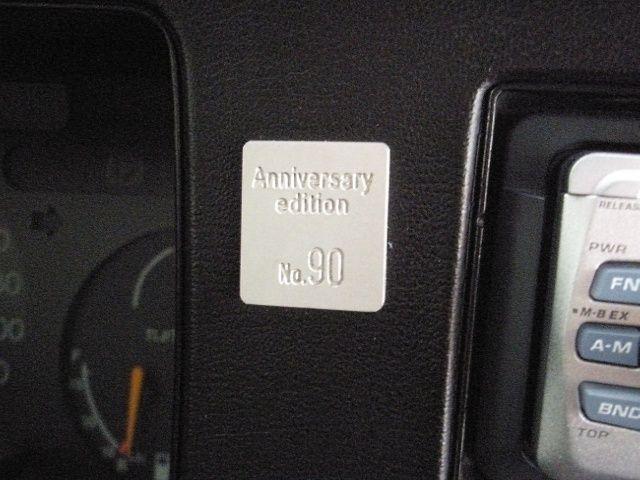 Anniversary
edition
No.90
RELEASE
PWR
FN
M-B EX
A-M
BND
TOP